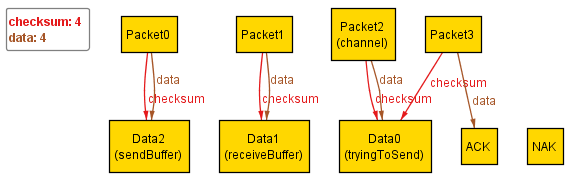 checksum: 4
data: 4
Packet0
Packet1
Packet2
(channel)
Packet3
data
checksum
data
checksum
data
checksum
checksum
data
Data2
(sendBuffer)
Data1
(receiveBuffer)
Data0
(tryingToSend)
ACK
NAK